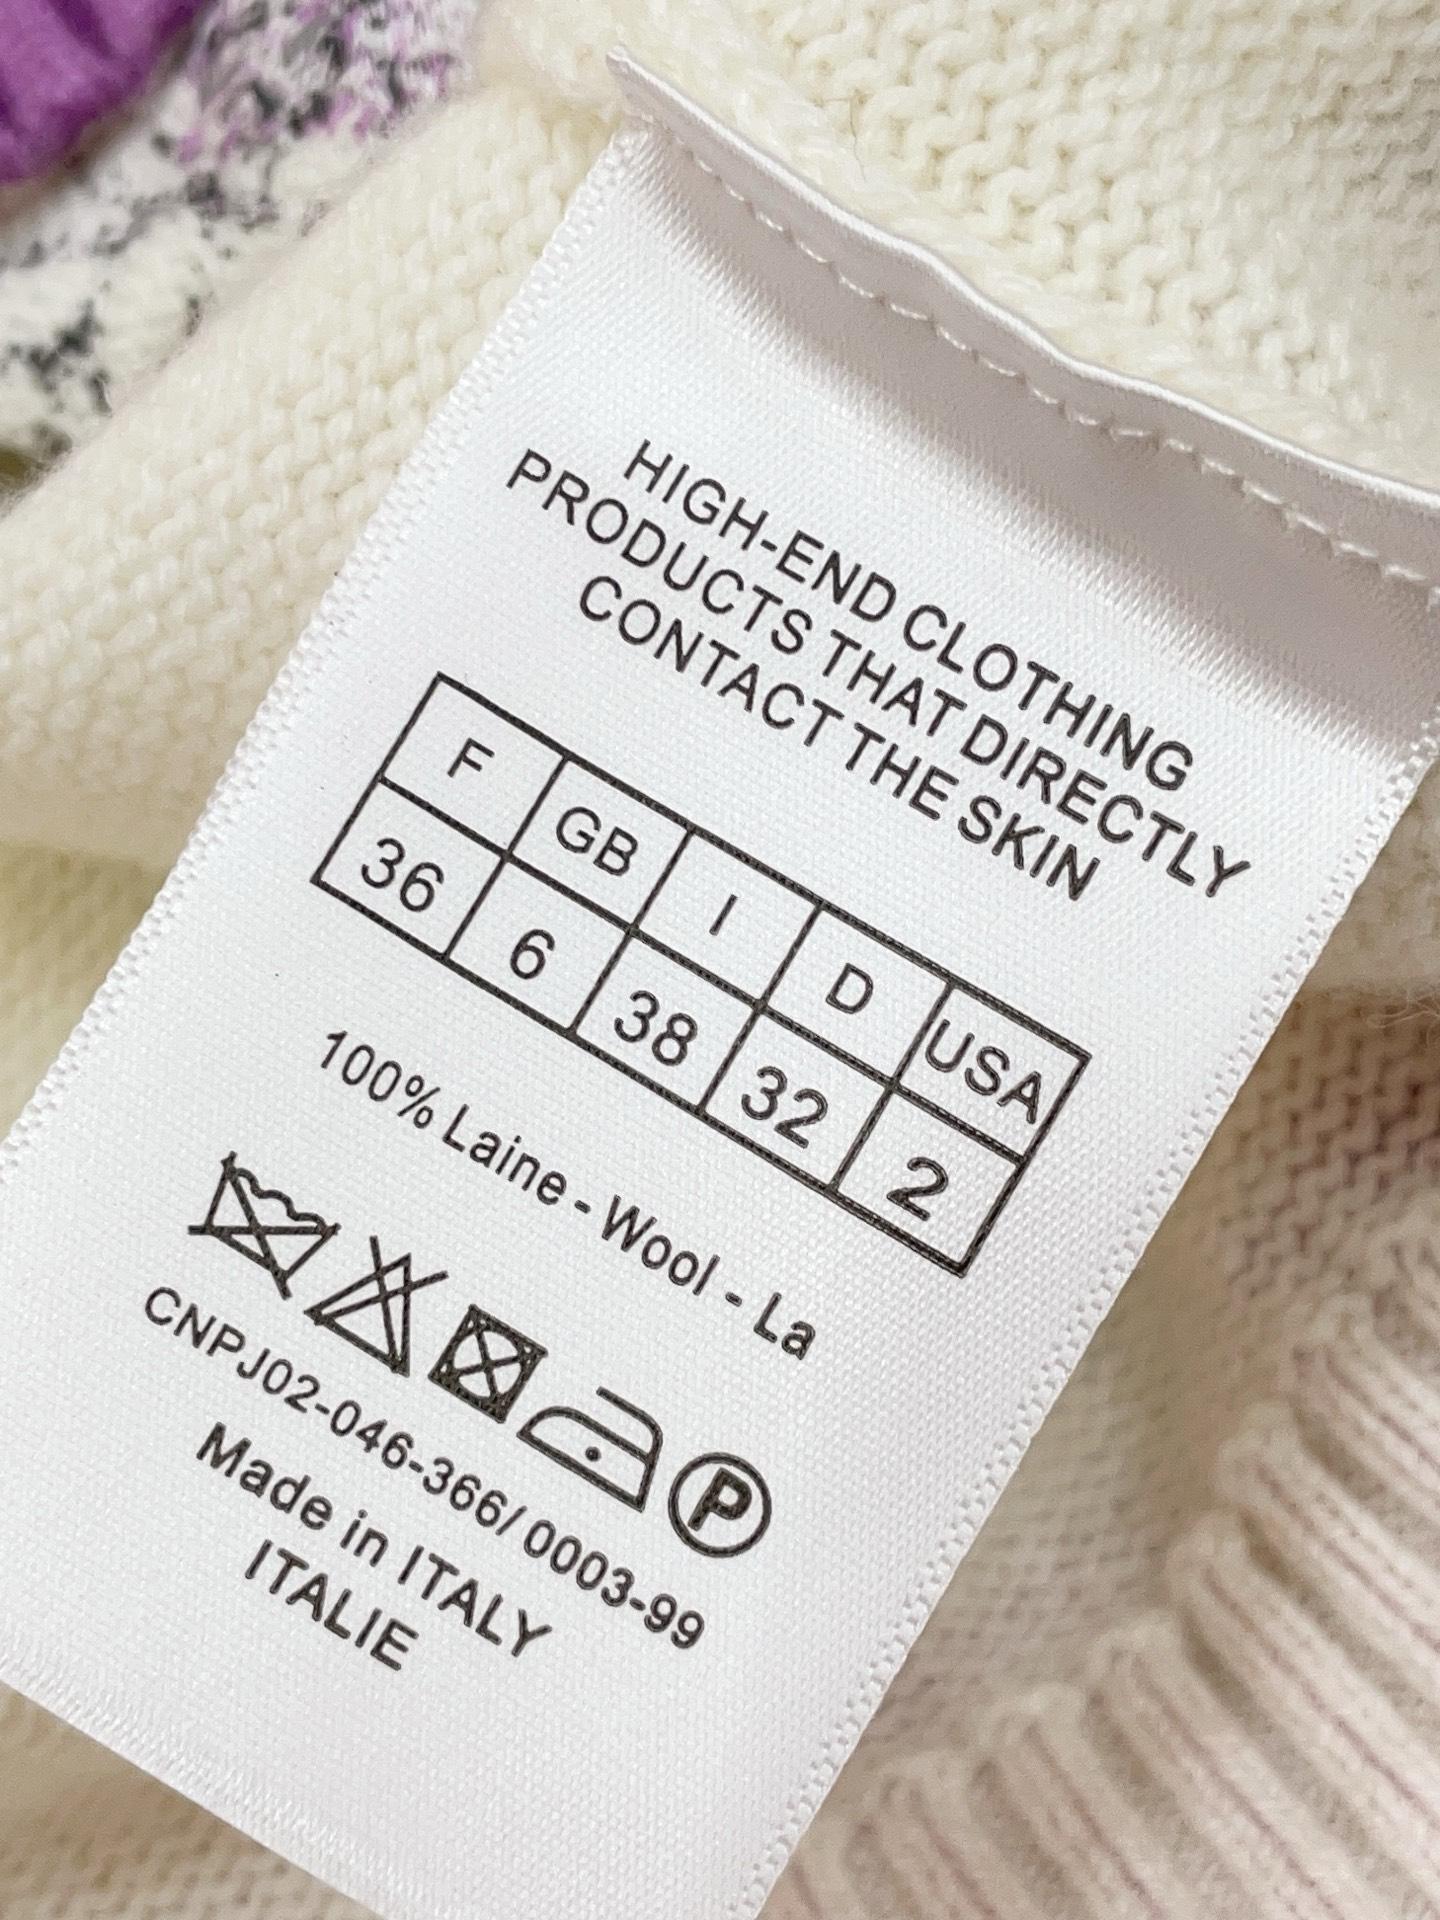 HIGH-END CLOTHING
PRODUCTS THAT DIRECTLY
CONTACT THE SKIN
F GB I D USA
36 6 38 32 2
100% Laine - Wool - La
P
CNPJ02-046-366/0003-99
Made in ITALY
ITALIE